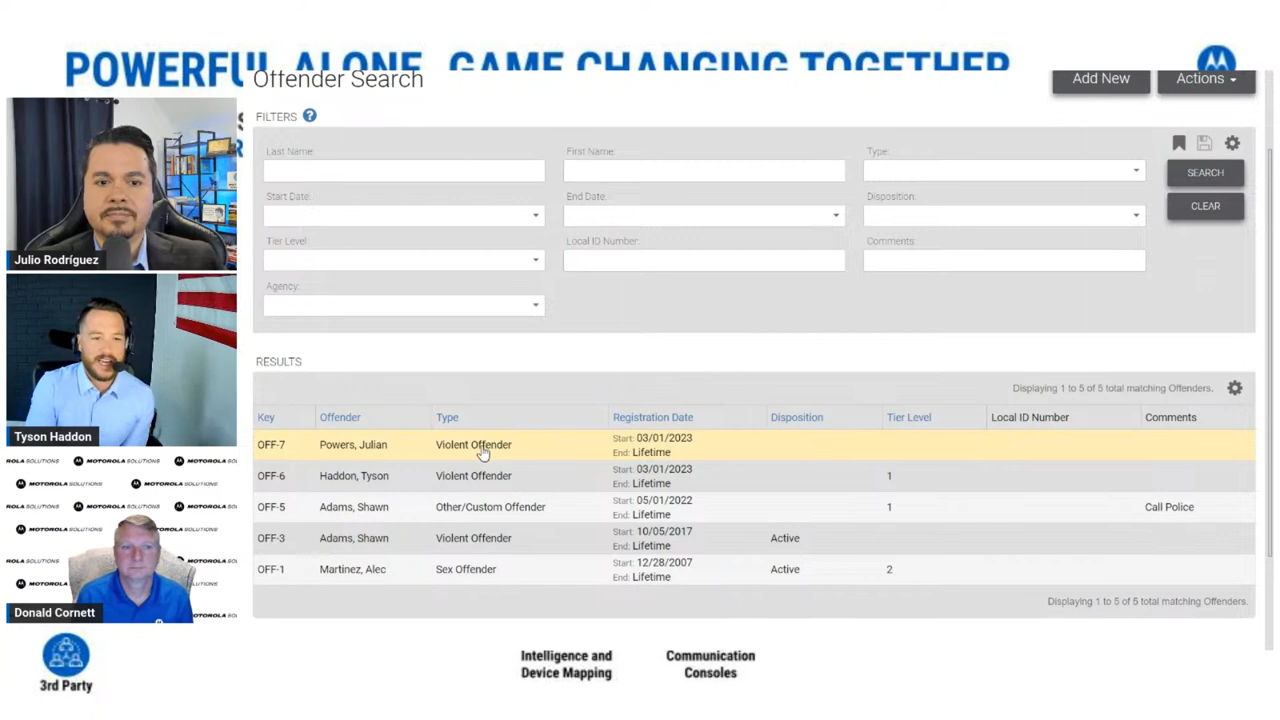 POWERFUL ALONE, GAME CHANGING TOGETHER
Offender Search
Add New
Actions
FILTERS ?
Last Name:
First Name:
Type:
SEARCH
Start Date:
End Date:
Disposition:
CLEAR
Tier Level
Local ID Number:
Comments:
Agency:
Julio Rodríguez
Tyson Haddon
MOTOROLA SOLUTIONS
Donald Cornett
RESULTS
Displaying 1 to 5 of 5 total matching Offenders.
Key Offender Type Registration Date Disposition Tier Level Local ID Number Comments
OFF-7 Powers, Julian Violent Offender Start: 03/01/2023
End: Lifetime
OFF-6 Haddon, Tyson Violent Offender Start: 03/01/2023 1
End: Lifetime
OFF-5 Adams, Shawn Other/Custom Offender Start: 05/01/2022 1 Call Police
End: Lifetime
OFF-3 Adams, Shawn Violent Offender Start: 10/05/2017 Active
End: Lifetime
OFF-1 Martinez, Alec Sex Offender Start: 12/28/2007 Active 2
End: Lifetime
Displaying 1 to 5 of 5 total matching Offenders.
3rd Party
Intelligence and
Device Mapping
Communication
Consoles